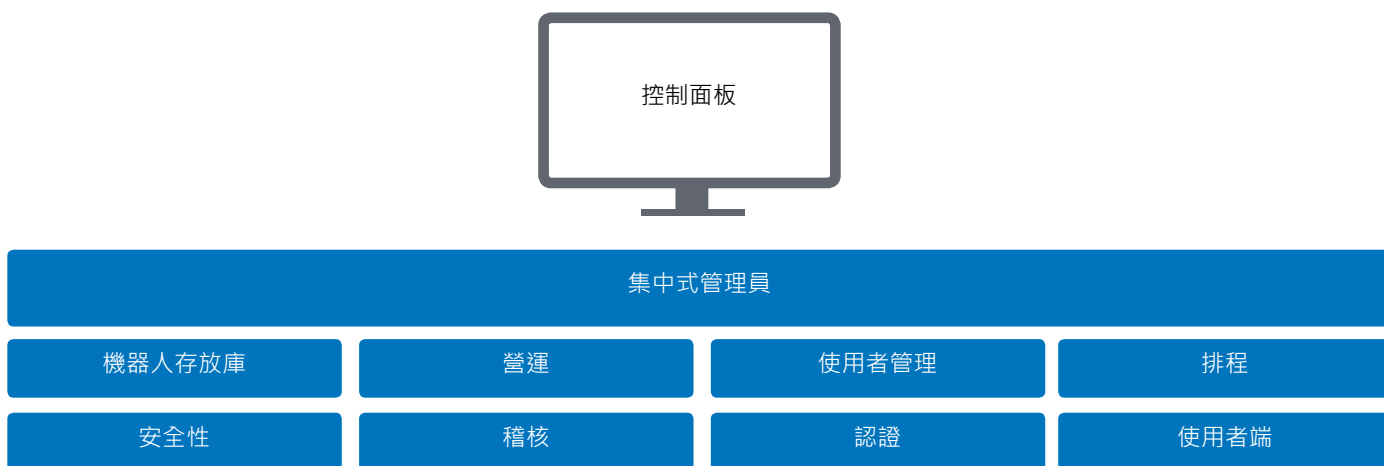 控制面板
集中式管理員
機器人存放庫
營運
使用者管理
排程
安全性
稽核
認證
使用者端